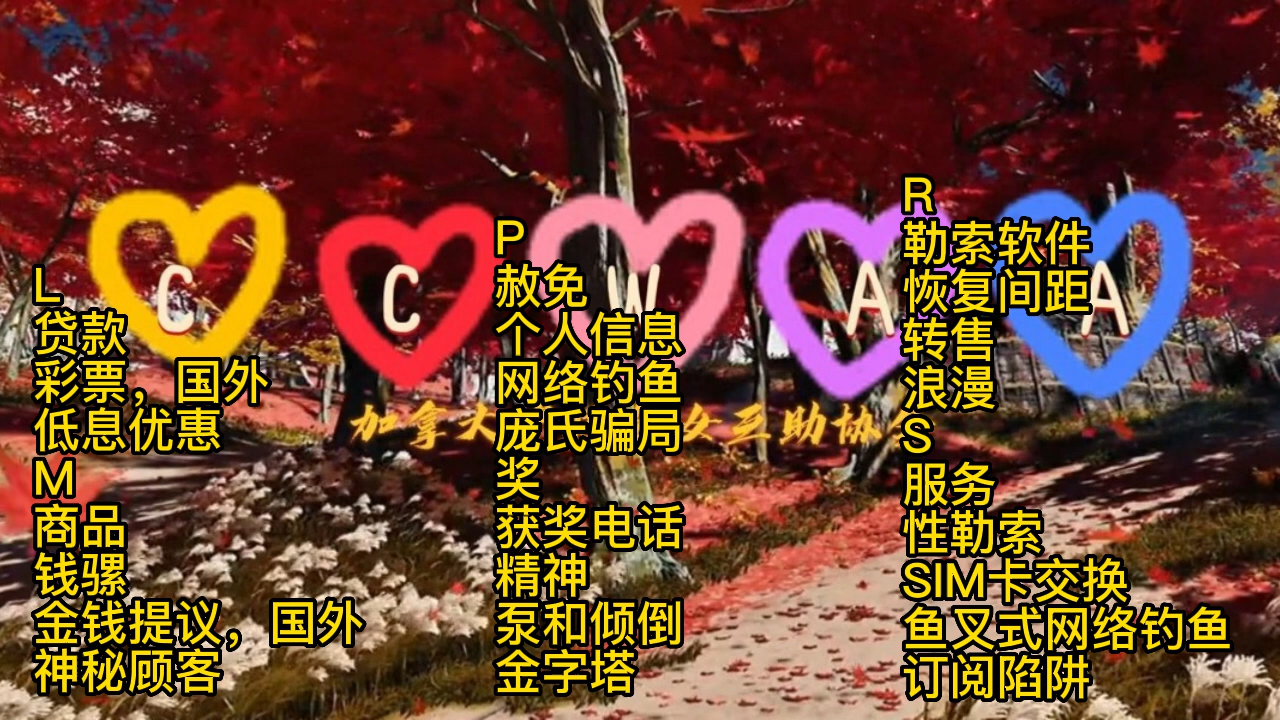 C C W A A
加拿大 女互助协
L
贷款
彩票，国外
低息优惠
M
商品
钱骡
金钱提议，国外
神秘顾客
P
赦免
个人信息
网络钓鱼
庞氏骗局
奖
获奖电话
精神
泵和倾倒
金字塔
R
勒索软件
恢复间距
转售
浪漫
S
服务
性勒索
SIM卡交换
鱼叉式网络钓鱼
订阅陷阱